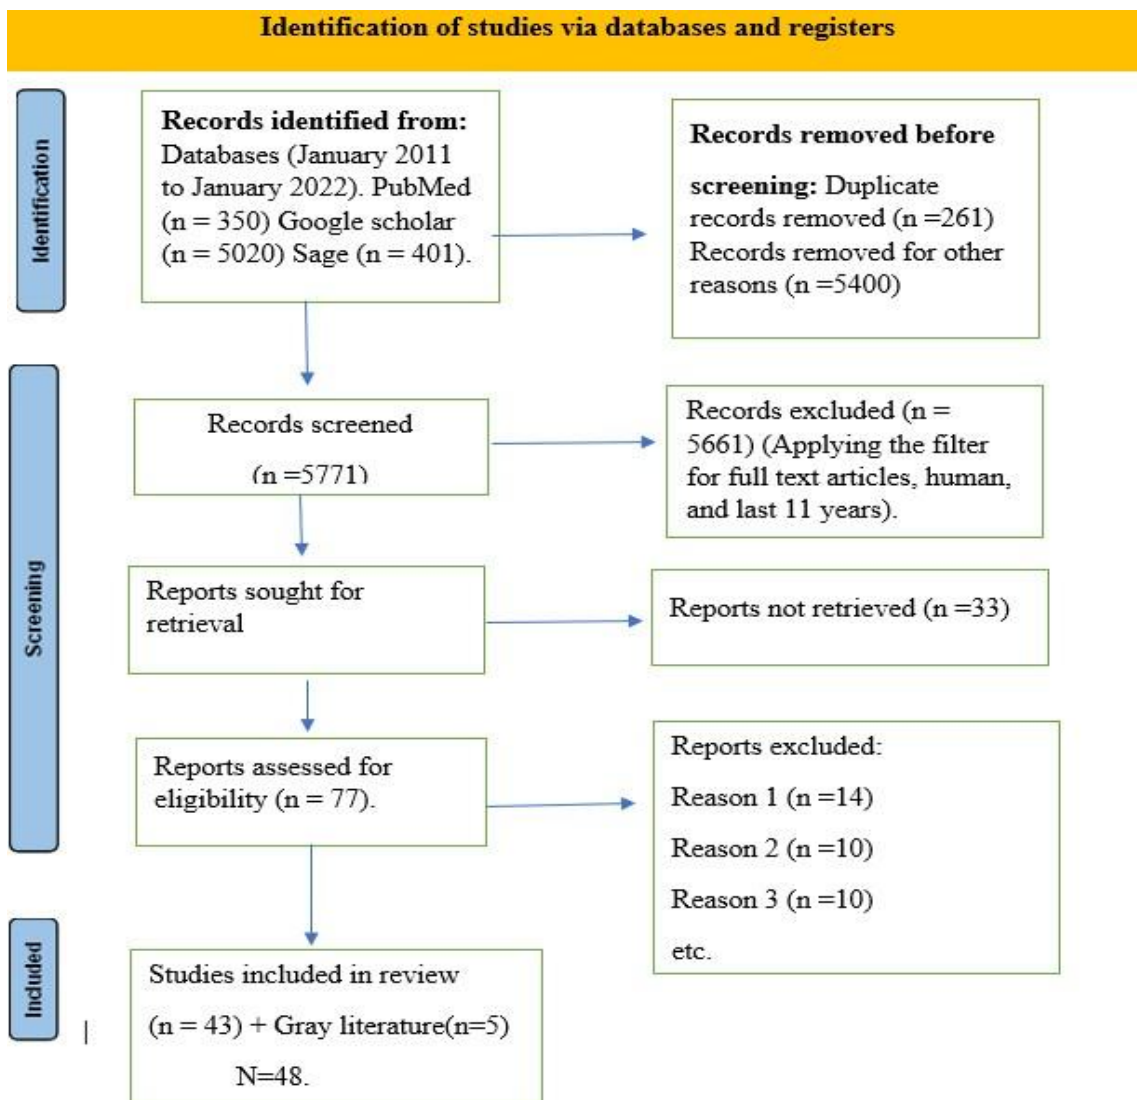 Identification of studies via databases and registers
Identification
Records identified from:
Databases (January 2011
to January 2022). PubMed
(n = 350) Google scholar
(n = 5020) Sage (n = 401).
Records removed before
screening: Duplicate
records removed (n =261)
Records removed for other
reasons (n =5400)
Screening
Records screened
(n =5771)
Records excluded (n =
5661) (Applying the filter
for full text articles, human,
and last 11 years).
Reports sought for
retrieval
Reports not retrieved (n =33)
Reports assessed for
eligibility (n = 77).
Reports excluded:
Reason 1 (n =14)
Reason 2 (n =10)
Reason 3 (n =10)
etc.
Included
Studies included in review
(n = 43) + Gray literature(n=5)
N=48.